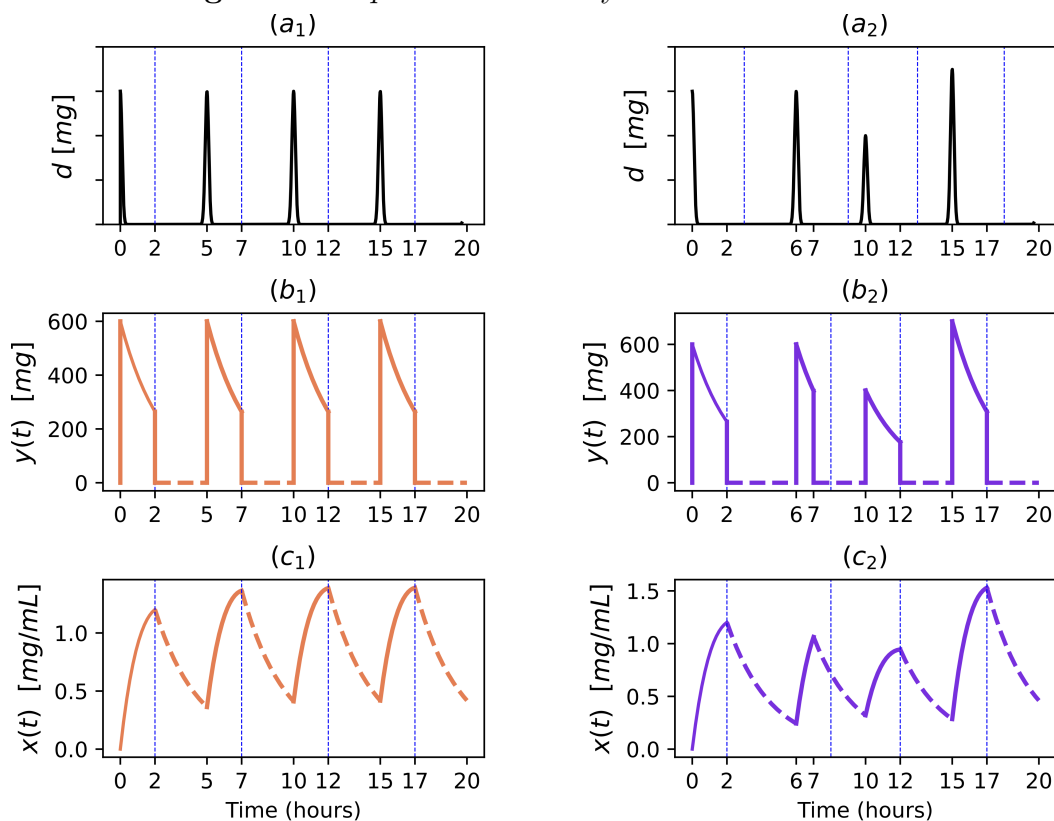 (a₁)
d [mg]
0 2 5 7 10 12 15 17 20
(a₂)
d [mg]
0 2 6 7 10 12 15 17 20
(b₁)
y(t) [mg]
600
400
200
0
0 2 5 7 10 12 15 17 20
(b₂)
y(t) [mg]
600
400
200
0
0 2 6 7 10 12 15 17 20
(c₁)
x(t) [mg/mL]
1.0
0.5
0.0
0 2 5 7 10 12 15 17 20
Time (hours)
(c₂)
x(t) [mg/mL]
1.5
1.0
0.5
0.0
0 2 6 7 10 12 15 17 20
Time (hours)